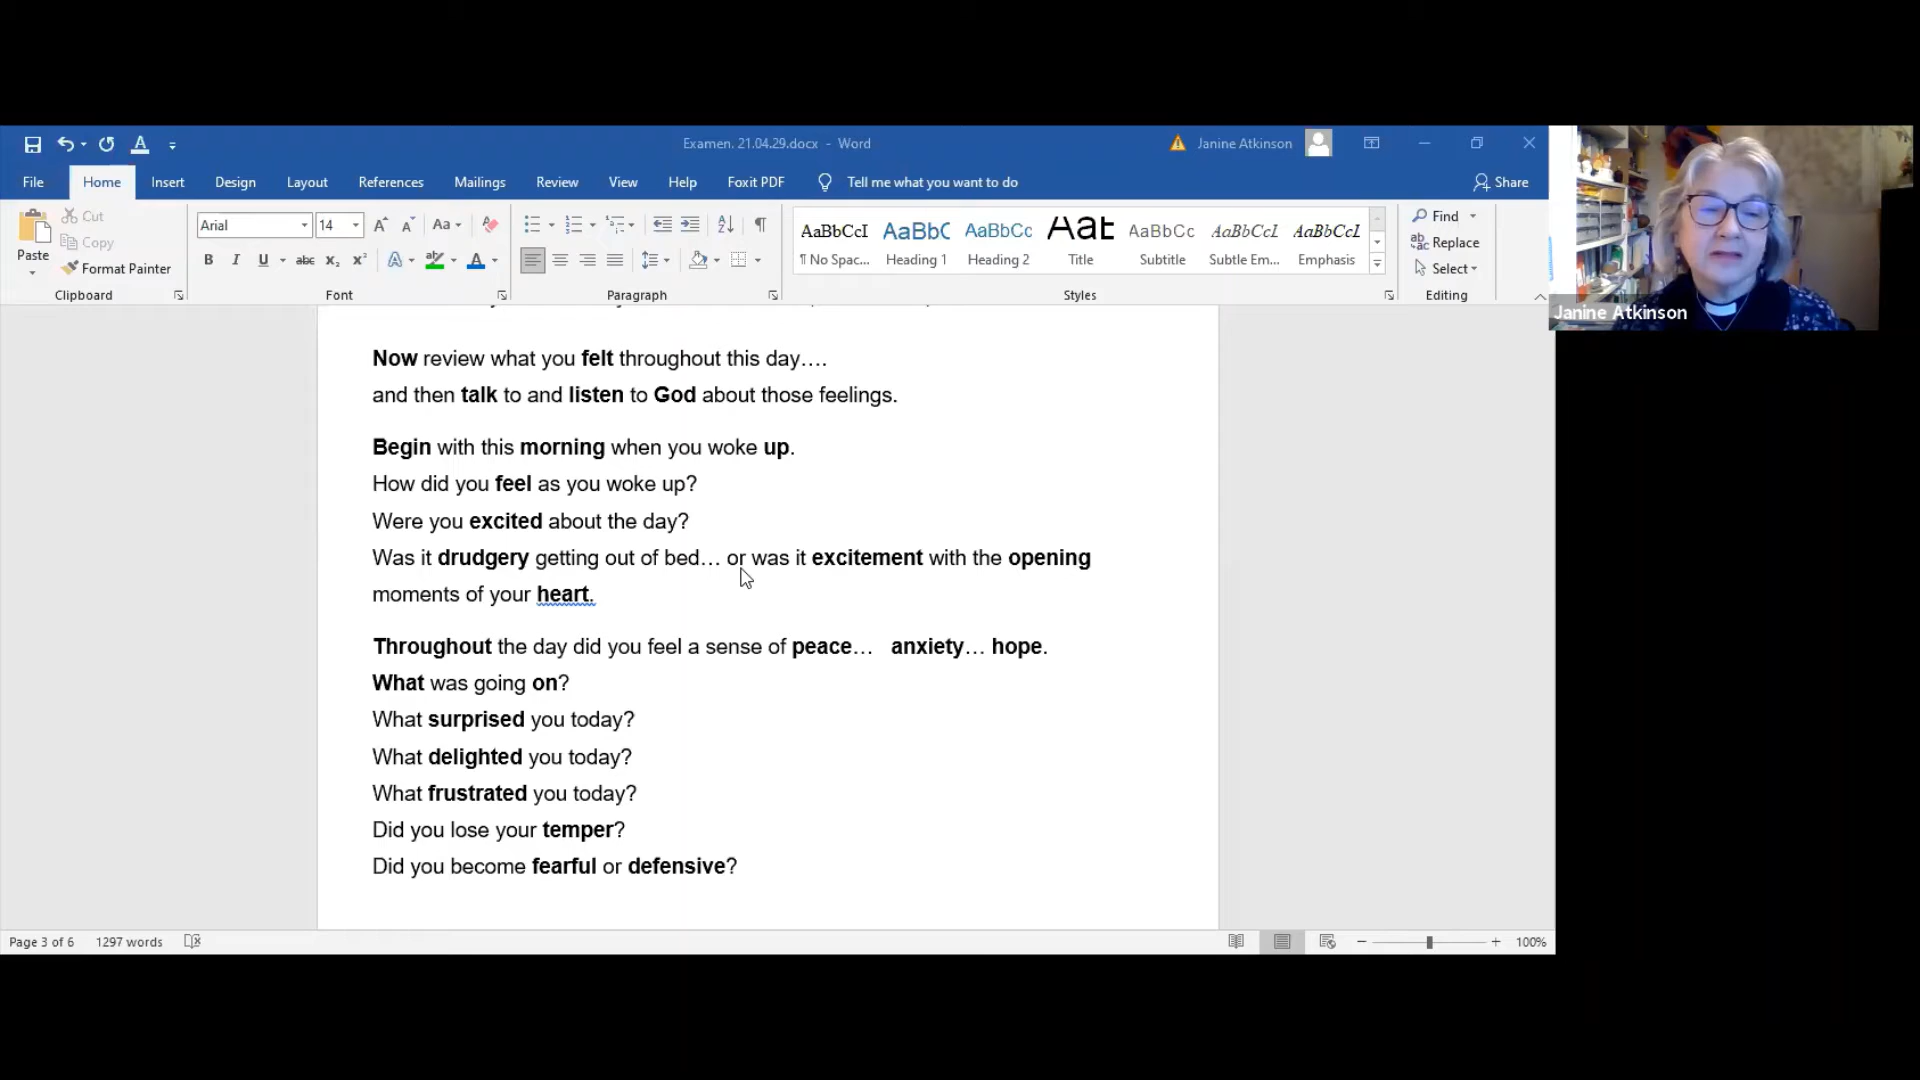 Examen. 21.04.29.docx - Word
Janine Atkinson
File Home Insert Design Layout References Mailings Review View Help Foxit PDF Tell me what you want to do Share
Paste
Cut
Copy
Format Painter
Clipboard
Arial 14
Font
Paragraph
AaBbCcI AaBbC AaBbCc AaB AaBbCc AaBbCcI AaBbCcI
¶ No Spac... Heading 1 Heading 2 Title Subtitle Subtle Em... Emphasis
Styles
Find
Replace
Select
Editing
Janine Atkinson
Now review what you felt throughout this day….
and then talk to and listen to God about those feelings.
Begin with this morning when you woke up.
How did you feel as you woke up?
Were you excited about the day?
Was it drudgery getting out of bed… or was it excitement with the opening
moments of your heart.
Throughout the day did you feel a sense of peace… anxiety… hope.
What was going on?
What surprised you today?
What delighted you today?
What frustrated you today?
Did you lose your temper?
Did you become fearful or defensive?
Page 3 of 6 1297 words 100%